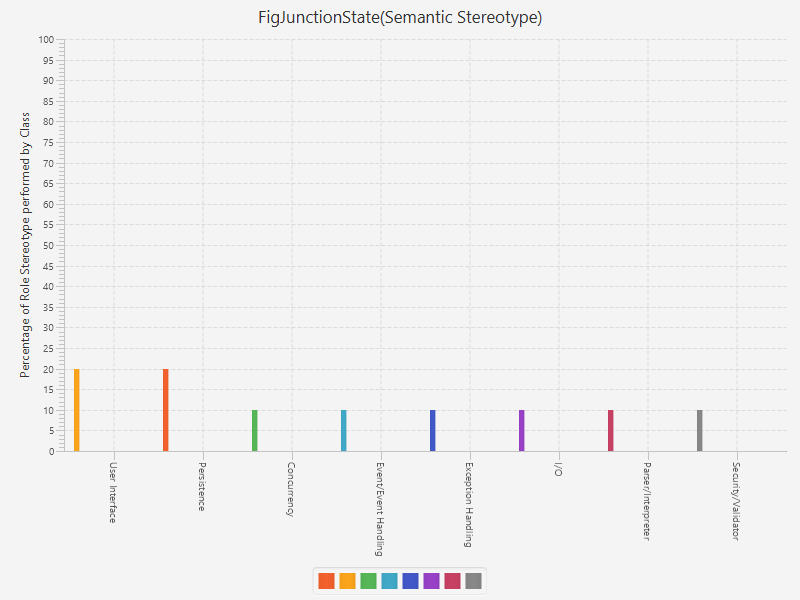 FigJunctionState(Semantic Stereotype)
Percentage of Role Stereotype performed by Class
100
95
90
85
80
75
70
65
60
55
50
45
40
35
30
25
20
15
10
5
0
User Interface
Persistence
Concurrency
Event/Event Handling
Exception Handling
I/O
Parser/Interpreter
Security/Validator